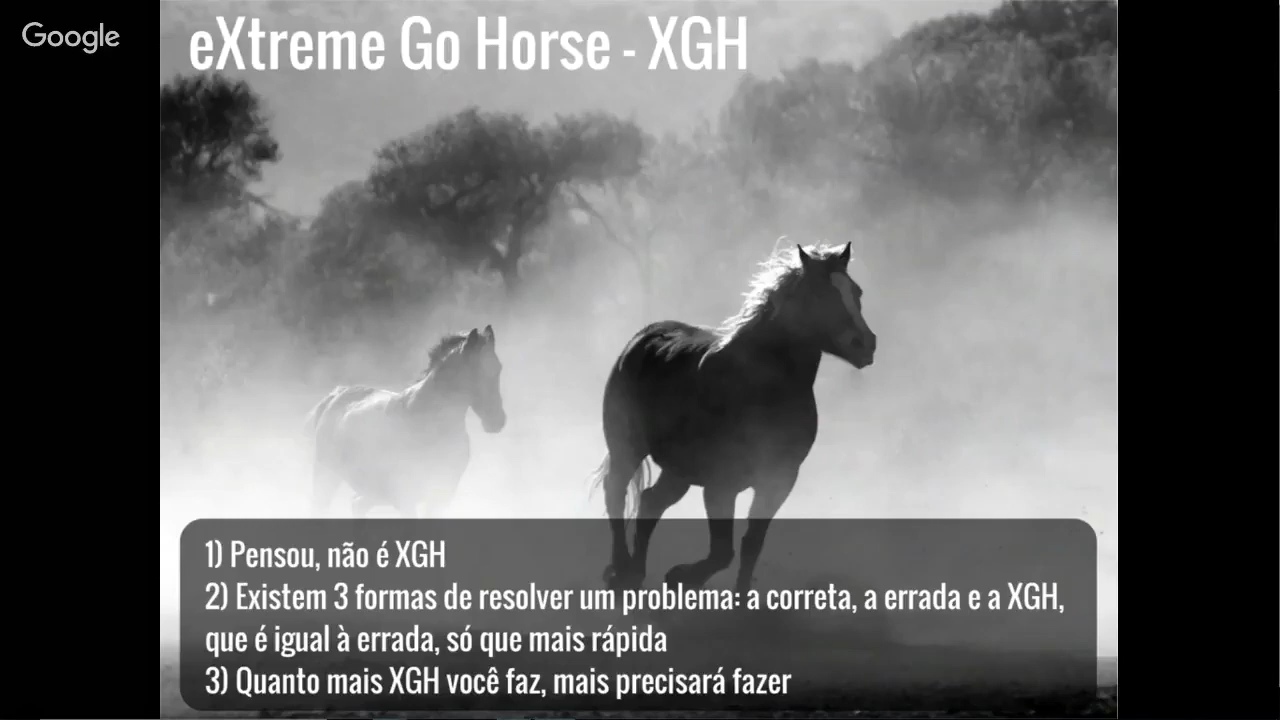 Google
eXtreme Go Horse - XGH
1) Pensou, não é XGH
2) Existem 3 formas de resolver um problema: a correta, a errada e a XGH,
que é igual à errada, só que mais rápida
3) Quanto mais XGH você faz, mais precisará fazer